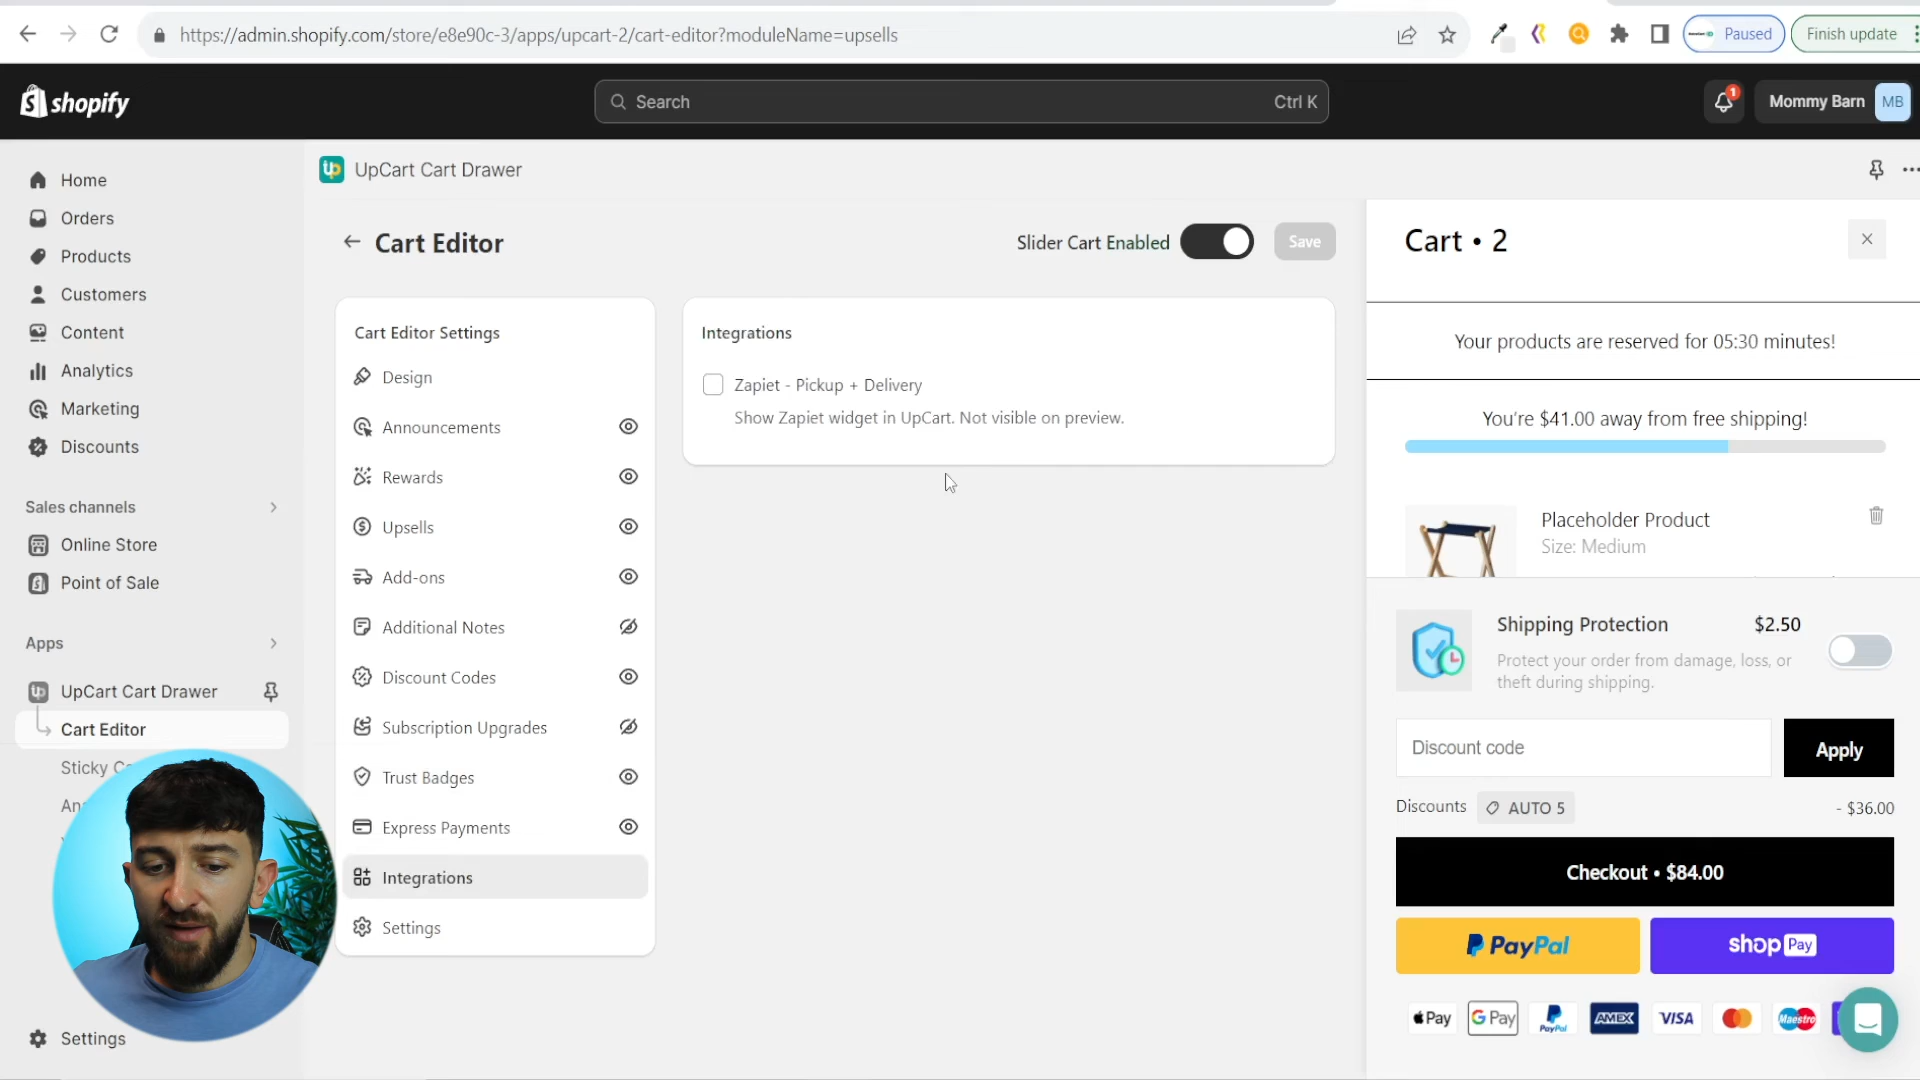 https://admin.shopify.com/store/e8e90c-3/apps/upcart-2/cart-editor?moduleName=upsells
Paused
Finish update
shopify
Search
Ctrl K
1
Mommy Barn
MB
Home
Orders
Products
Customers
Content
Analytics
Marketing
Discounts
Sales channels
Online Store
Point of Sale
Apps
UpCart Cart Drawer
Cart Editor
Sticky
Settings
up UpCart Cart Drawer
Cart Editor
Slider Cart Enabled
Save
Cart Editor Settings
Design
Announcements
Rewards
Upsells
Add-ons
Additional Notes
Discount Codes
Subscription Upgrades
Trust Badges
Express Payments
Integrations
Settings
Integrations
Zapiet - Pickup + Delivery
Show Zapiet widget in UpCart. Not visible on preview.
Cart • 2
Your products are reserved for 05:30 minutes!
You're $41.00 away from free shipping!
Placeholder Product
Size: Medium
Shipping Protection $2.50
Protect your order from damage, loss, or
theft during shipping.
Discount code
Apply
Discounts AUTO 5 - $36.00
Checkout • $84.00
PayPal
shop Pay
Pay G Pay PayPal AMEX VISA Maestro